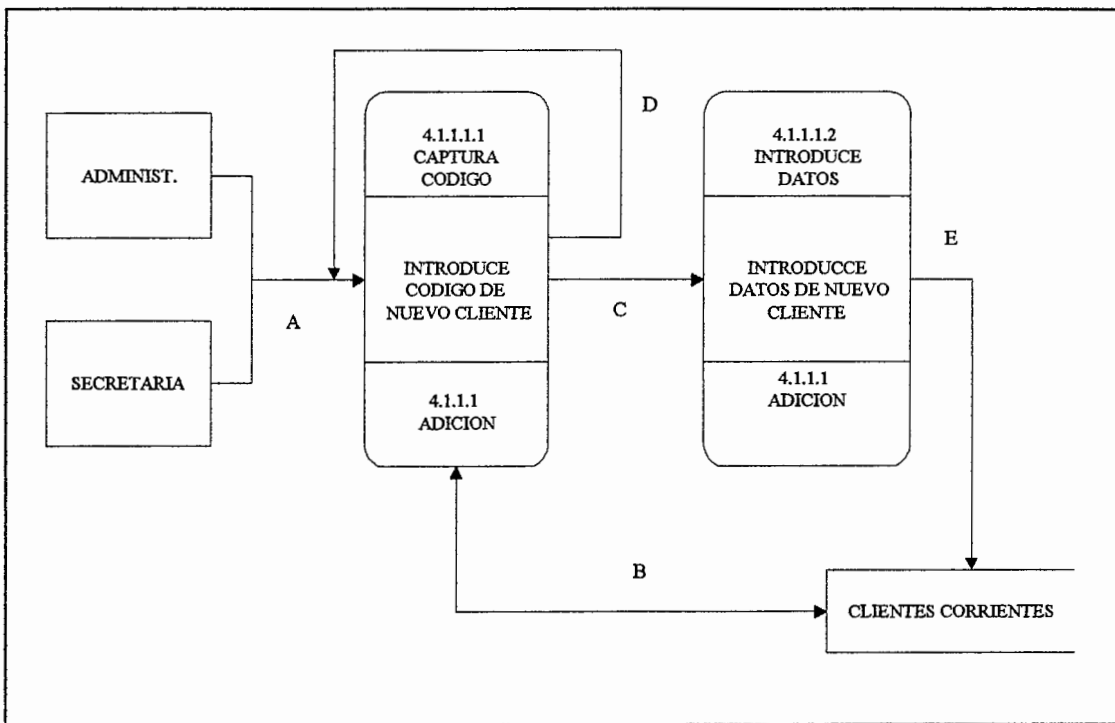 ADMINIST.
SECRETARIA
A
4.1.1.1.1
CAPTURA
CODIGO
INTRODUCE
CODIGO DE
NUEVO CLIENTE
4.1.1.1
ADICION
D
C
B
4.1.1.1.2
INTRODUCE
DATOS
INTRODUCCE
DATOS DE NUEVO
CLIENTE
4.1.1.1
ADICION
E
CLIENTES CORRIENTES